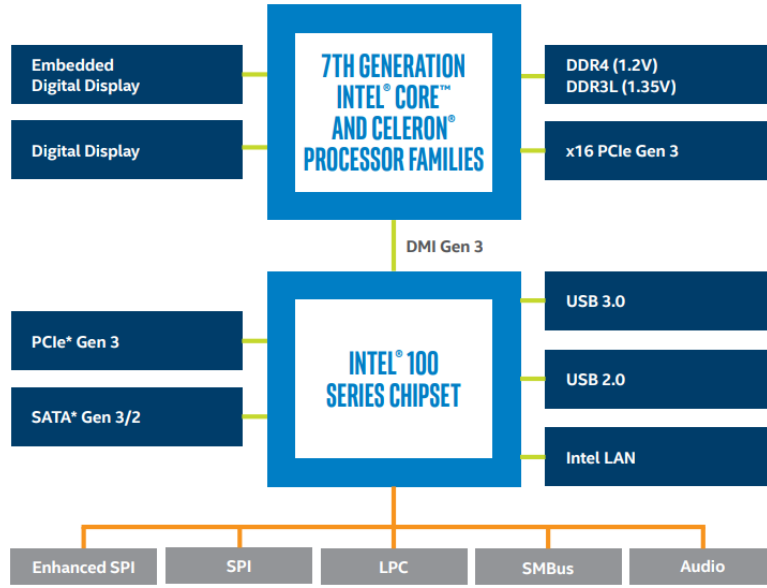 Embedded
Digital Display
Digital Display
7TH GENERATION
INTEL® CORE™
AND CELERON®
PROCESSOR FAMILIES
DDR4 (1.2V)
DDR3L (1.35V)
x16 PCIe Gen 3
DMI Gen 3
PCIe* Gen 3
SATA* Gen 3/2
INTEL® 100
SERIES CHIPSET
USB 3.0
USB 2.0
Intel LAN
Enhanced SPI
SPI
LPC
SMBus
Audio